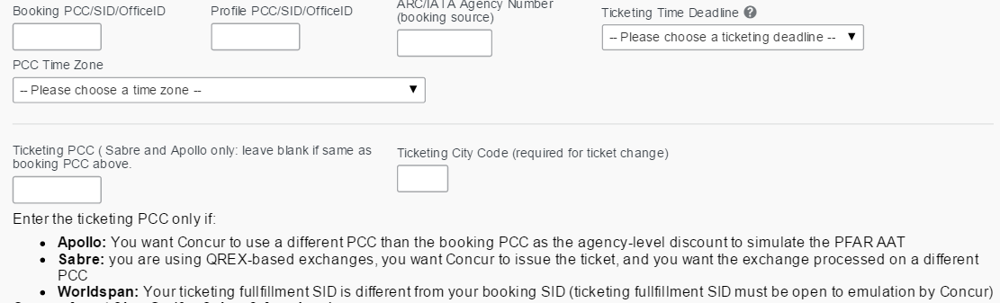 Booking PCC/SID/OfficeID
Profile PCC/SID/OfficeID
ARC/IATA Agency Number
(booking source)
Ticketing Time Deadline ?
-- Please choose a ticketing deadline --
PCC Time Zone
-- Please choose a time zone --
Ticketing PCC ( Sabre and Apollo only: leave blank if same as
booking PCC above.
Ticketing City Code (required for ticket change)
Enter the ticketing PCC only if:
• Apollo: You want Concur to use a different PCC than the booking PCC as the agency-level discount to simulate the PFAR AAT
• Sabre: you are using QREX-based exchanges, you want Concur to issue the ticket, and you want the exchange processed on a different
PCC
• Worldspan: Your ticketing fullfillment SID is different from your booking SID (ticketing fullfillment SID must be open to emulation by Concur)